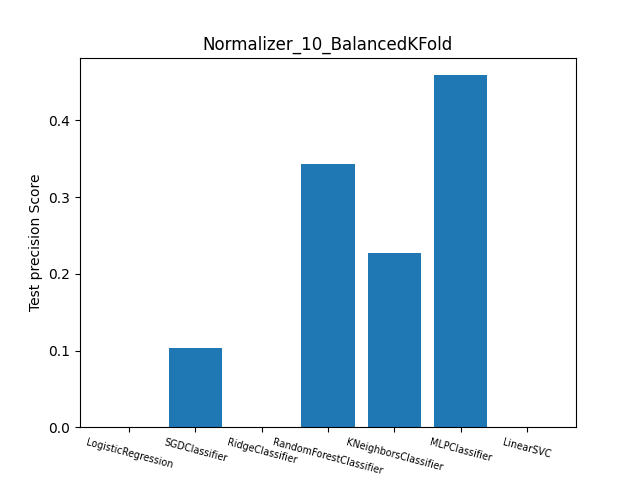 Normalizer_10_BalancedKFold
Test precision Score
0.4
0.3
0.2
0.1
0.0
LogisticRegression
SGDClassifier
RidgeClassifier
RandomForestClassifier
KNeighborsClassifier
MLPClassifier
LinearSVC